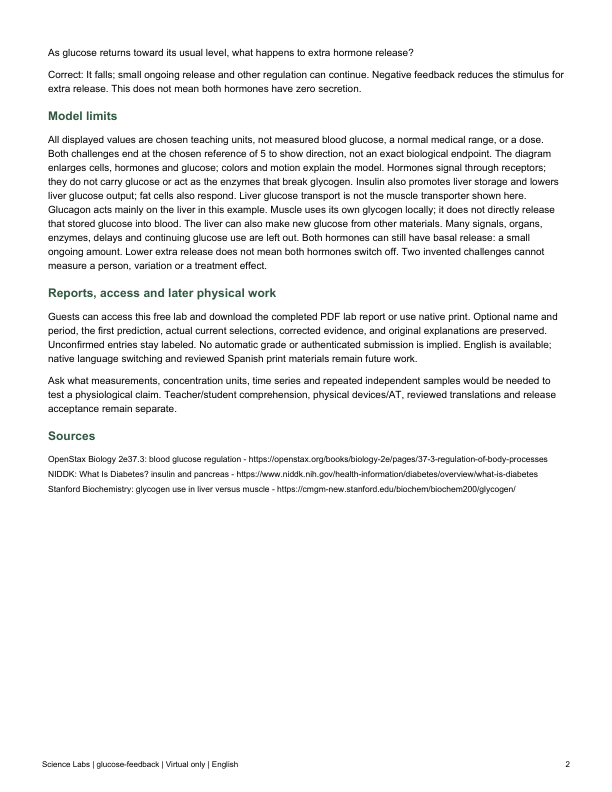 As glucose returns toward its usual level, what happens to extra hormone release?
Correct: It falls; small ongoing release and other regulation can continue. Negative feedback reduces the stimulus for
extra release. This does not mean both hormones have zero secretion.
Model limits
All displayed values are chosen teaching units, not measured blood glucose, a normal medical range, or a dose.
Both challenges end at the chosen reference of 5 to show direction, not an exact biological endpoint. The diagram
enlarges cells, hormones and glucose; colors and motion explain the model. Hormones signal through receptors;
they do not carry glucose or act as the enzymes that break glycogen. Insulin also promotes liver storage and lowers
liver glucose output; fat cells also respond. Liver glucose transport is not the muscle transporter shown here.
Glucagon acts mainly on the liver in this example. Muscle uses its own glycogen locally; it does not directly release
that stored glucose into blood. The liver can also make new glucose from other materials. Many signals, organs,
enzymes, delays and continuing glucose use are left out. Both hormones can still have basal release: a small
ongoing amount. Lower extra release does not mean both hormones switch off. Two invented challenges cannot
measure a person, variation or a treatment effect.
Reports, access and later physical work
Guests can access this free lab and download the completed PDF lab report or use native print. Optional name and
period, the first prediction, actual current selections, corrected evidence, and original explanations are preserved.
Unconfirmed entries stay labeled. No automatic grade or authenticated submission is implied. English is available;
native language switching and reviewed Spanish print materials remain future work.
Ask what measurements, concentration units, time series and repeated independent samples would be needed to
test a physiological claim. Teacher/student comprehension, physical devices/AT, reviewed translations and release
acceptance remain separate.
Sources
OpenStax Biology 2e37.3: blood glucose regulation - https://openstax.org/books/biology-2e/pages/37-3-regulation-of-body-processes
NIDDK: What Is Diabetes? insulin and pancreas - https://www.niddk.nih.gov/health-information/diabetes/overview/what-is-diabetes
Stanford Biochemistry: glycogen use in liver versus muscle - https://cmgm-new.stanford.edu/biochem/biochem200/glycogen/
Science Labs | glucose-feedback | Virtual only | English 2